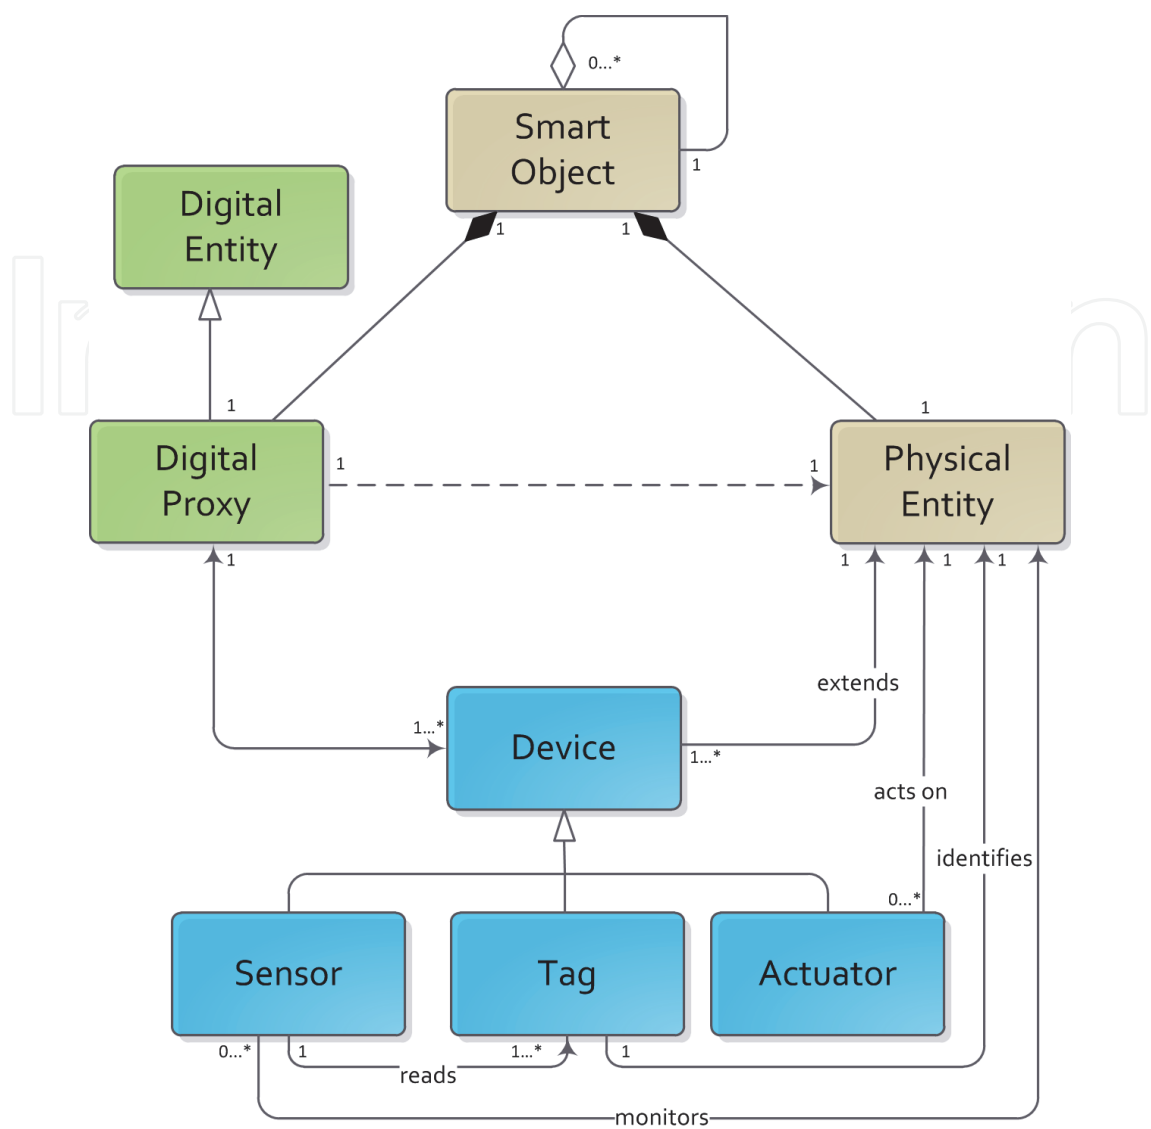 0...*
Smart
Object
1
Digital
Entity
1
1
1
1
Digital
Proxy
1
1
Physical
Entity
1
1
1
1
extends
1...*
Device
1...*
acts on
identifies
0...*
Sensor
Tag
Actuator
0...*
1
reads
1...*
1
monitors